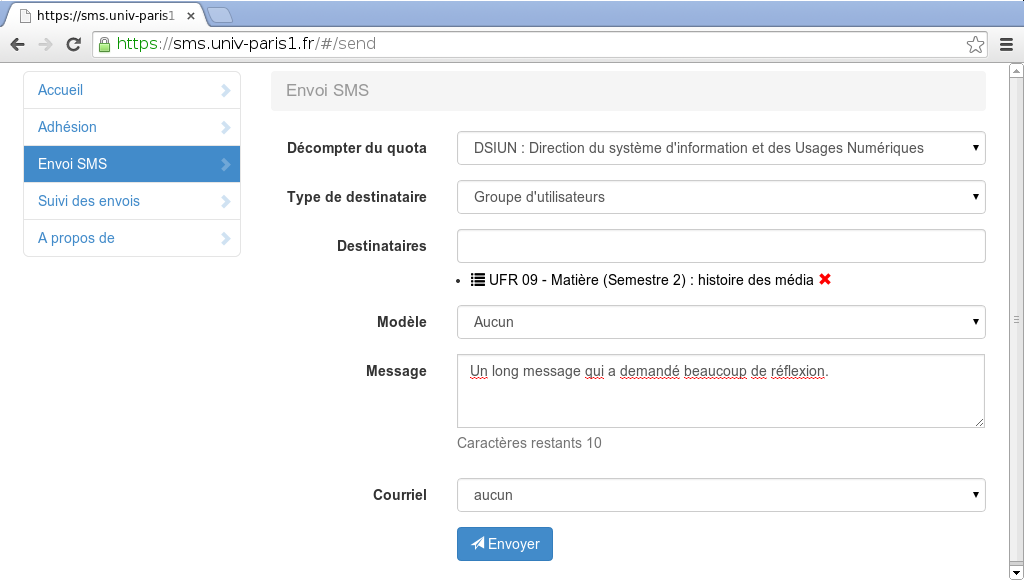 https://sms.univ-paris1
https://sms.univ-paris1.fr/#/send
Accueil
Adhésion
Envoi SMS
Suivi des envois
A propos de
Envoi SMS
Décompter du quota DSIUN : Direction du système d'information et des Usages Numériques
Type de destinataire Groupe d'utilisateurs
Destinataires
• UFR 09 - Matière (Semestre 2) : histoire des média
Modèle Aucun
Message Un long message qui a demandé beaucoup de réflexion.
Caractères restants 10
Courriel aucun
Envoyer